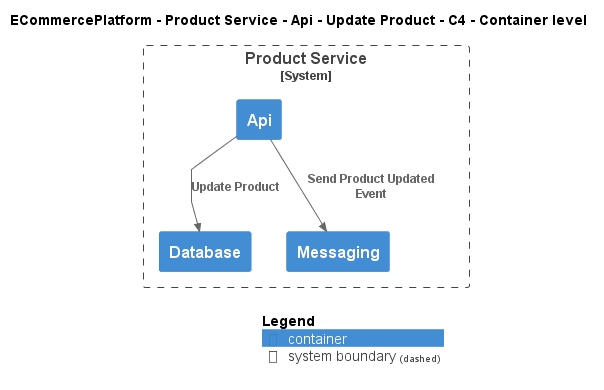 ECommercePlatform - Product Service - Api - Update Product - C4 - Container level
Product Service
[System]
Api
Update Product
Send Product Updated
Event
Database
Messaging
Legend
container
system boundary (dashed)